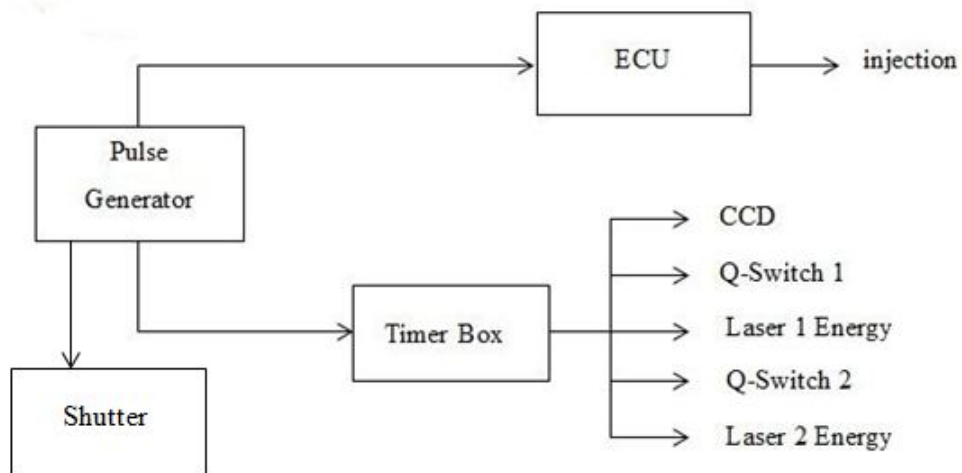 ECU
injection
Pulse
Generator
CCD
Q-Switch 1
Timer Box
Laser 1 Energy
Q-Switch 2
Shutter
Laser 2 Energy